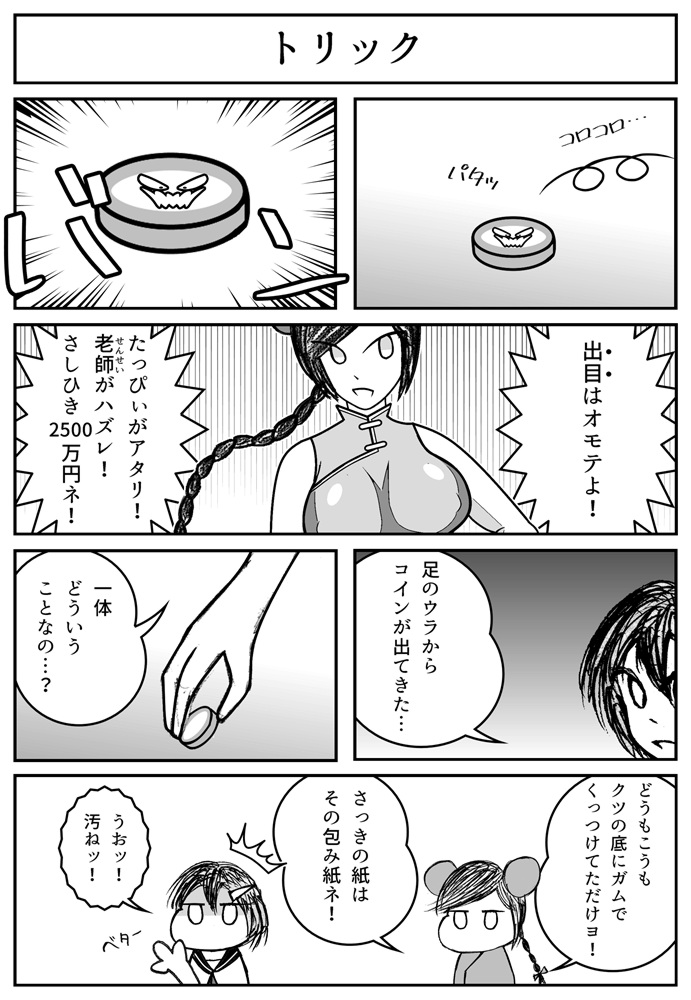 トリック
コロコロ…
パタッ
出目はオモテよ！
たっぴぃがアタリ！
老師がハズレ！
せんせい
さしひき
2500
万円ネ！
足のウラから
コインが出てきた…
一体
どういう
ことなの…？
どうもこうも
クツの底にガムで
くっつけてただけョ！
さっきの紙は
その包み紙ネ！
うおッ！
汚ねッ！
ベター